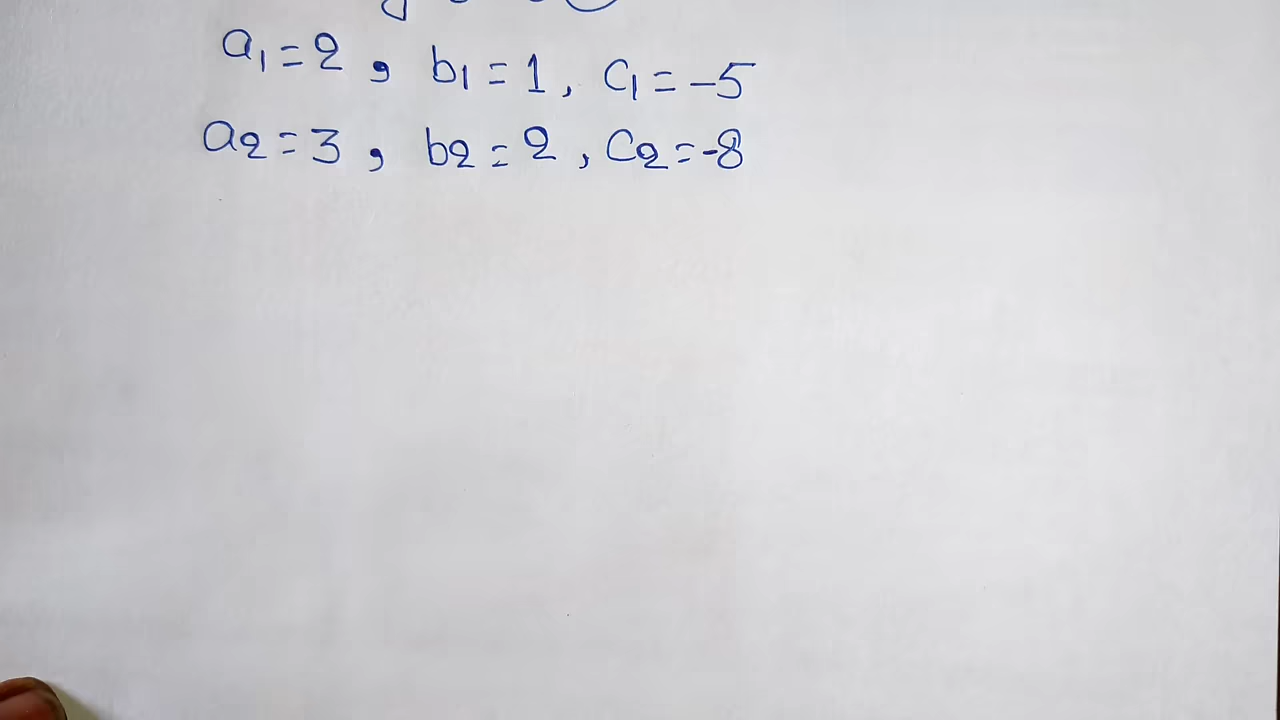 a₁ = 2 , b₁ = 1 , c₁ = -5
a₂ = 3 , b₂ = 2 , c₂ = -8